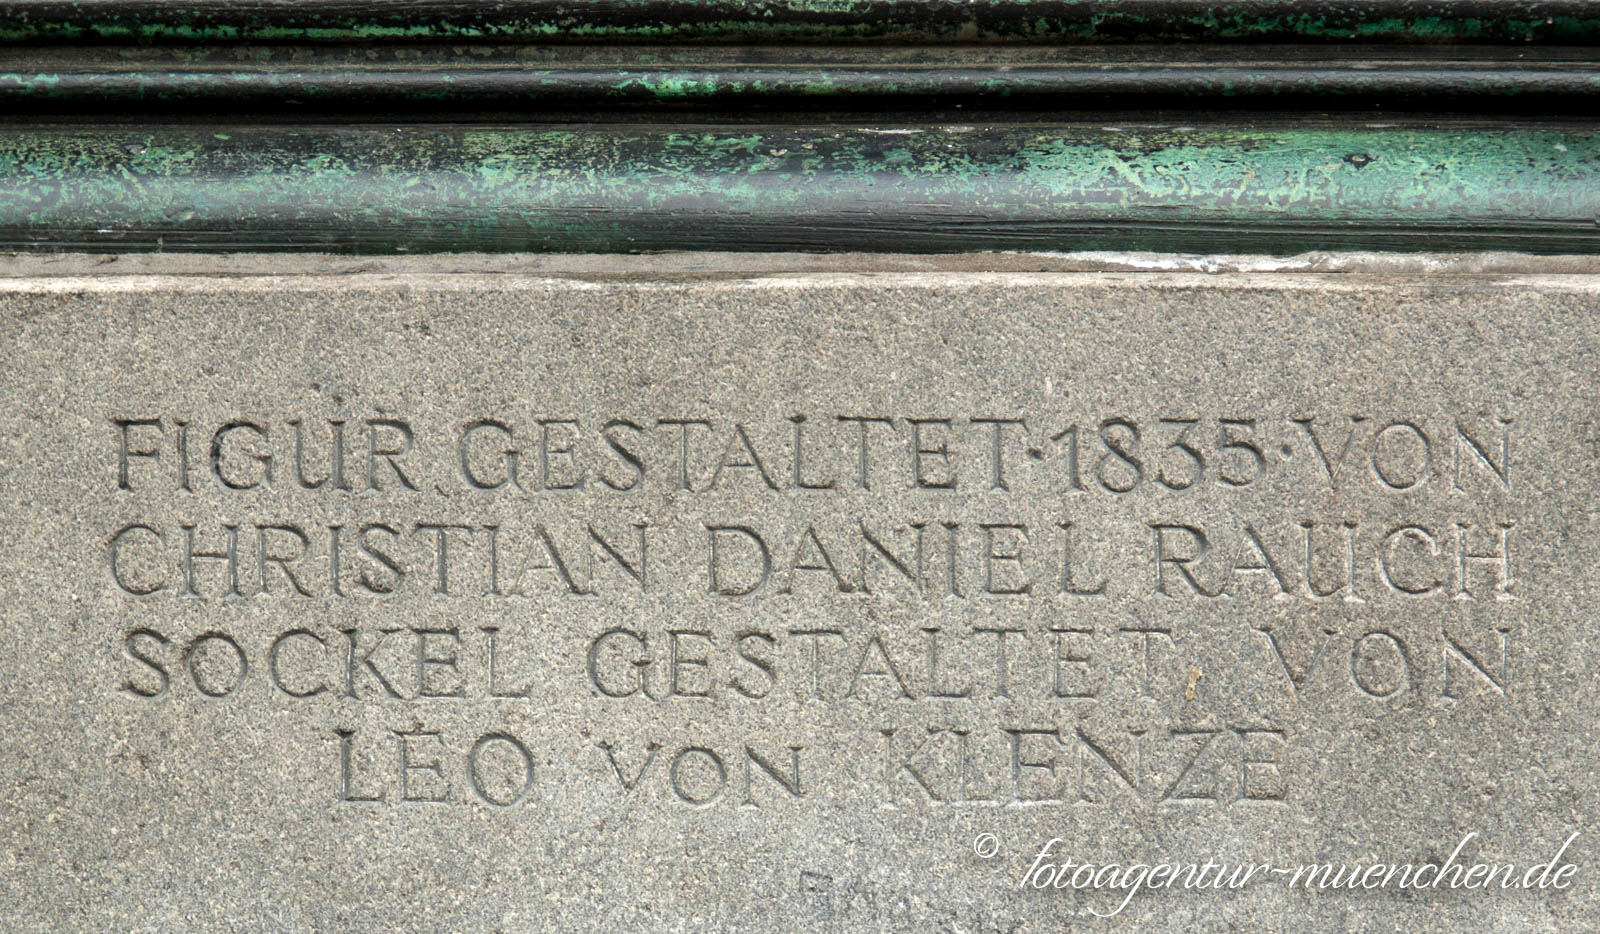 FIGUR GESTALTET·1835·VON
CHRISTIAN DANIEL RAUCH
SOCKEL GESTALTET VON
LEO VON KLENZE
© fotoagentur-muenchen.de